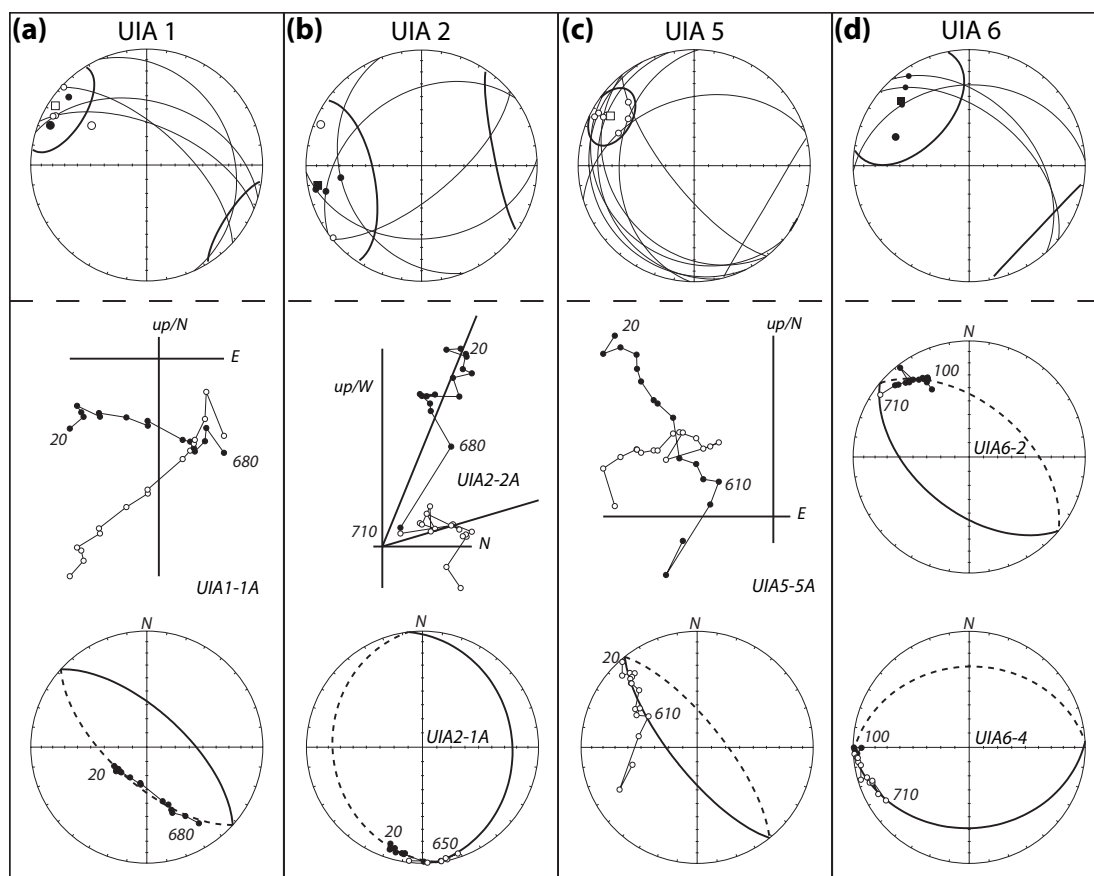 (a) UIA 1
(b) UIA 2
(c) UIA 5
(d) UIA 6
up/N
E
20
680
UIA1-1A
up/W
20
680
UIA2-2A
710
N
20
up/N
610
E
UIA5-5A
N
100
710
UIA6-2
N
20
680
N
UIA2-1A
20
650
N
20
610
N
100
UIA6-4
710